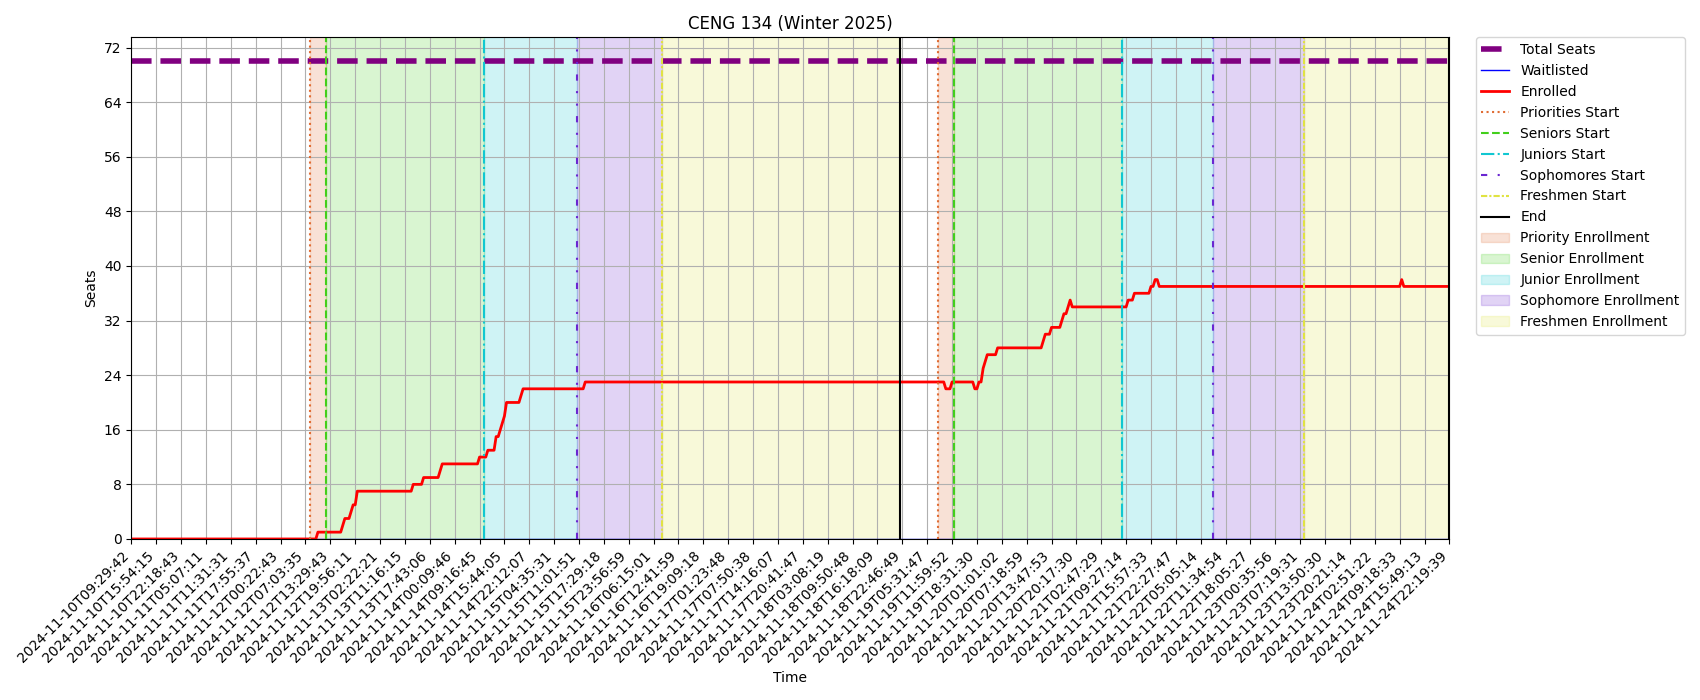 CENG 134 (Winter 2025)
Seats
72
64
56
48
40
32
24
16
8
0
2024-11-10T09:29:42
2024-11-10T15:54:15
2024-11-10T22:18:43
2024-11-11T05:07:11
2024-11-11T11:31:31
2024-11-11T17:55:37
2024-11-12T00:22:43
2024-11-12T07:03:35
2024-11-12T13:29:43
2024-11-12T19:56:11
2024-11-13T02:22:21
2024-11-13T11:16:15
2024-11-13T17:43:06
2024-11-14T00:09:46
2024-11-14T09:16:45
2024-11-14T15:44:05
2024-11-14T22:12:07
2024-11-15T04:35:31
2024-11-15T11:01:51
2024-11-15T17:29:18
2024-11-15T23:56:59
2024-11-16T06:15:01
2024-11-16T12:41:59
2024-11-16T19:09:18
2024-11-17T01:23:48
2024-11-17T07:50:38
2024-11-17T14:16:07
2024-11-17T20:41:47
2024-11-18T03:08:19
2024-11-18T09:50:48
2024-11-18T16:18:09
2024-11-18T22:46:49
2024-11-19T05:31:47
2024-11-19T11:59:52
2024-11-19T18:31:30
2024-11-20T01:01:02
2024-11-20T07:18:59
2024-11-20T13:47:53
2024-11-20T20:17:30
2024-11-21T02:47:29
2024-11-21T09:27:14
2024-11-21T15:57:33
2024-11-21T22:27:47
2024-11-22T05:05:14
2024-11-22T11:34:54
2024-11-22T18:05:27
2024-11-23T00:35:56
2024-11-23T07:19:31
2024-11-23T13:50:30
2024-11-23T20:21:14
2024-11-24T02:51:22
2024-11-24T09:18:33
2024-11-24T15:49:13
2024-11-24T22:19:39
Time
Total Seats
Waitlisted
Enrolled
Priorities Start
Seniors Start
Juniors Start
Sophomores Start
Freshmen Start
End
Priority Enrollment
Senior Enrollment
Junior Enrollment
Sophomore Enrollment
Freshmen Enrollment